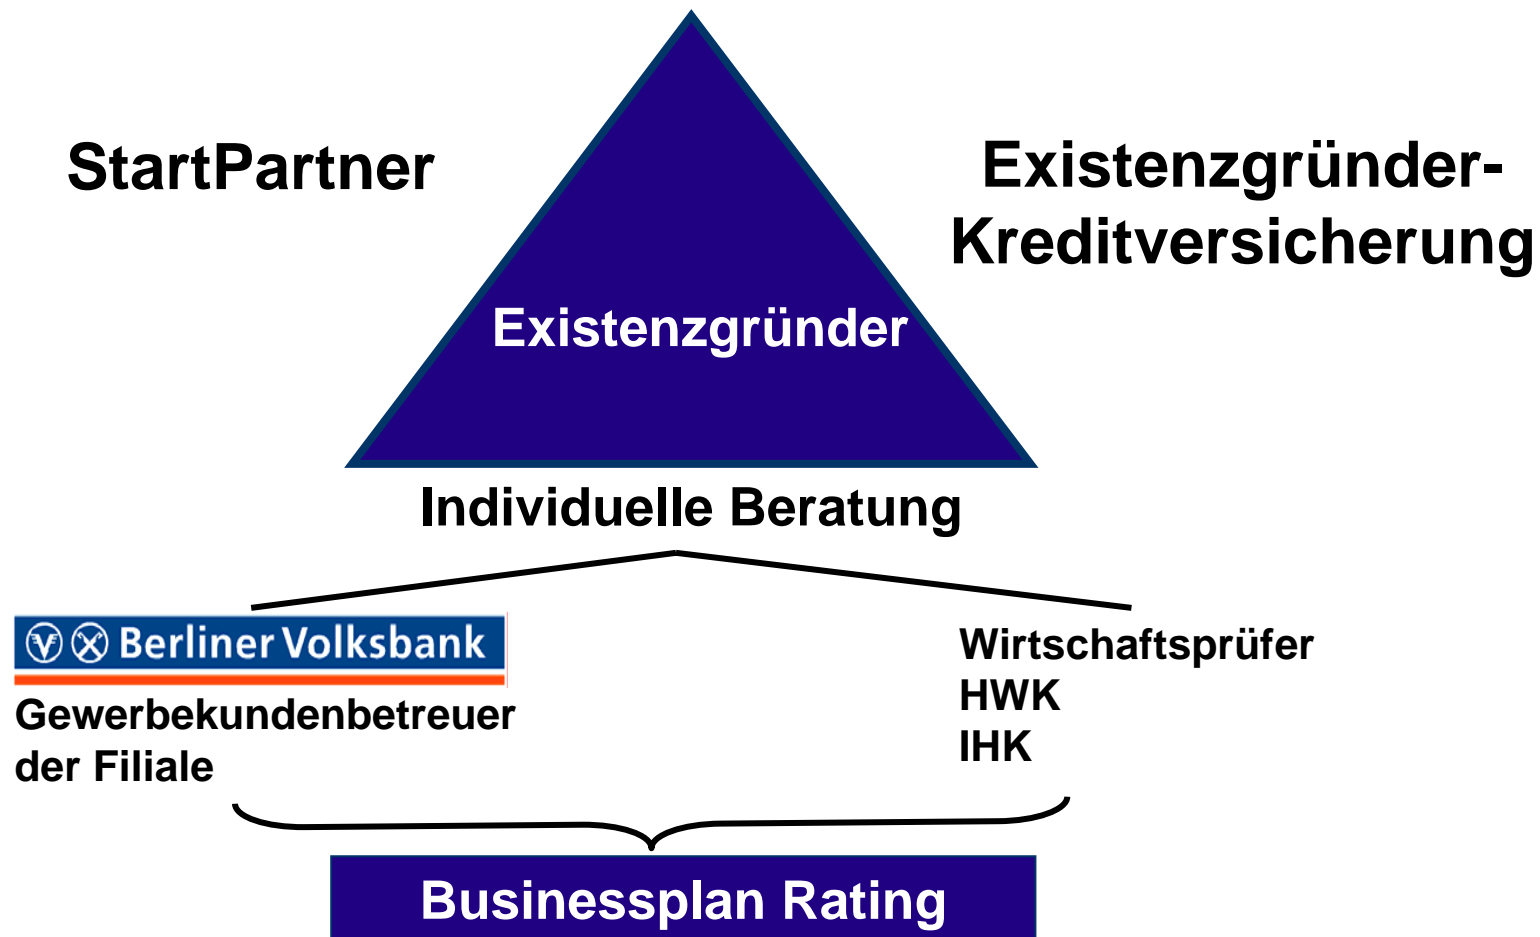 StartPartner
Existenzgründer-
Kreditversicherung
Existenzgründer
Individuelle Beratung
Berliner Volksbank
Gewerbekundenbetreuer
der Filiale
Wirtschaftsprüfer
HWK
IHK
Businessplan Rating